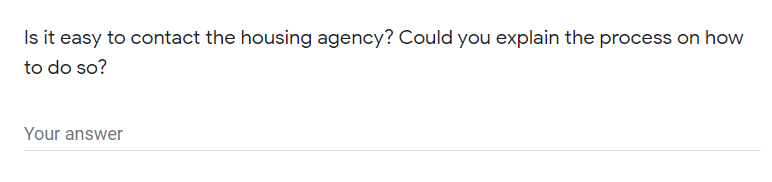 Is it easy to contact the housing agency? Could you explain the process on how
to do so?
Your answer